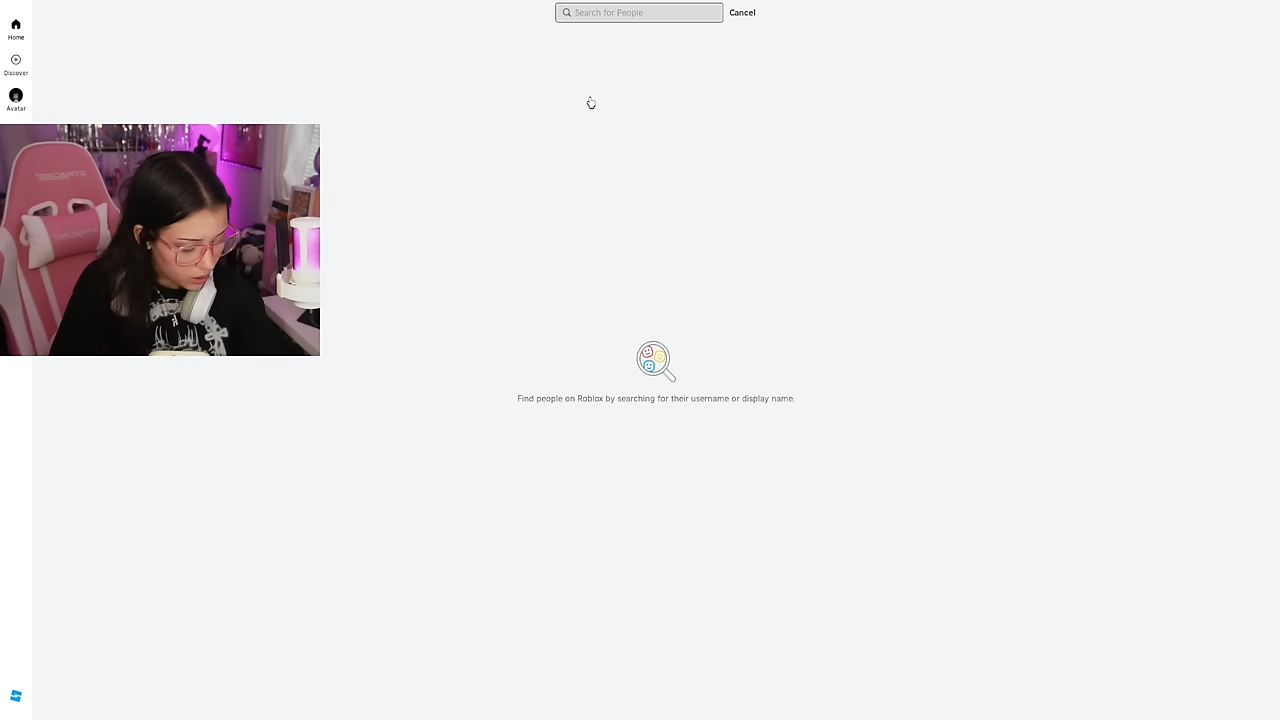 Search for People
Cancel
Home
Discover
Avatar
Find people on Roblox by searching for their username or display name.